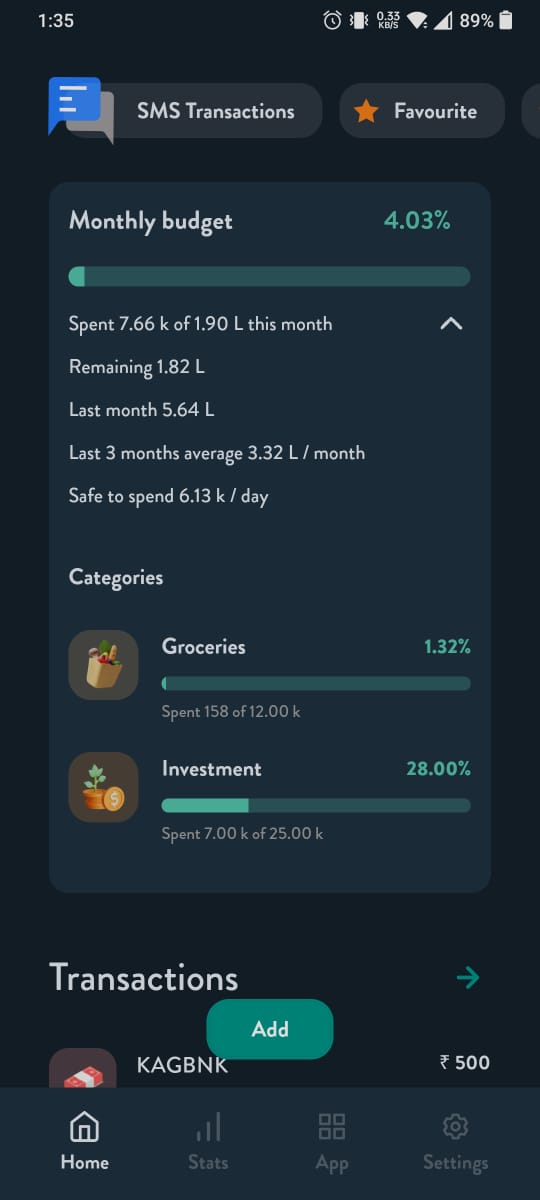 1:35
0.33
KB/S
89%
SMS Transactions
Favourite
Monthly budget
4.03%
Spent 7.66 k of 1.90 L this month
Remaining 1.82 L
Last month 5.64 L
Last 3 months average 3.32 L / month
Safe to spend 6.13 k / day
Categories
Groceries
1.32%
Spent 158 of 12.00 k
Investment
28.00%
Spent 7.00 k of 25.00 k
Transactions
Add
KAGBNK
₹ 500
Home
Stats
App
Settings